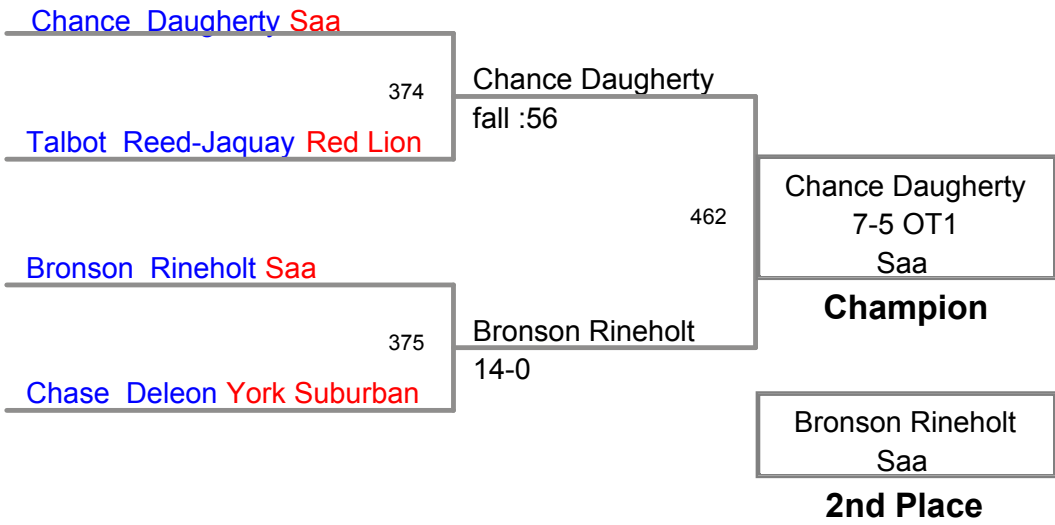 Chance Daugherty Saa
374
Talbot Reed-Jaquay Red Lion
Chance Daugherty
fall :56
Bronson Rineholt Saa
375
Chase Deleon York Suburban
Bronson Rineholt
14-0
462
Chance Daugherty
7-5 OT1
Saa
Champion
Bronson Rineholt
Saa
2nd Place